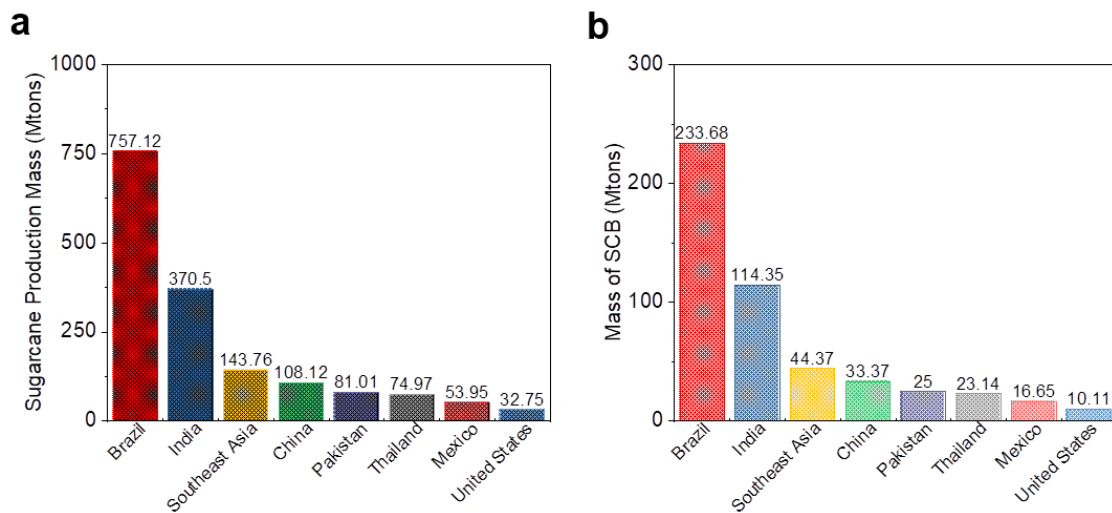 a
Sugarcane Production Mass (Mtons)
1000
750
500
250
0
757.12
370.5
143.76
108.12
81.01
74.97
53.95
32.75
Brazil
India
Southeast Asia
China
Pakistan
Thailand
Mexico
United States
b
Mass of SCB (Mtons)
300
200
100
0
233.68
114.35
44.37
33.37
25
23.14
16.65
10.11
Brazil
India
Southeast Asia
China
Pakistan
Thailand
Mexico
United States